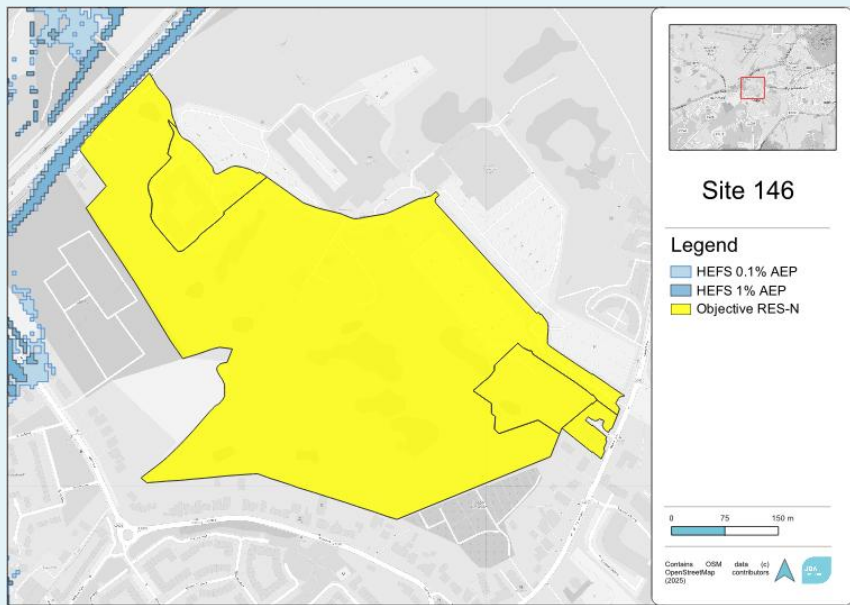 Site 146
Legend
HEFS 0.1% AEP
HEFS 1% AEP
Objective RES-N
0 75 150 m
Contains OSM data (c)
OpenStreetMap contributors
(2025)
JBA